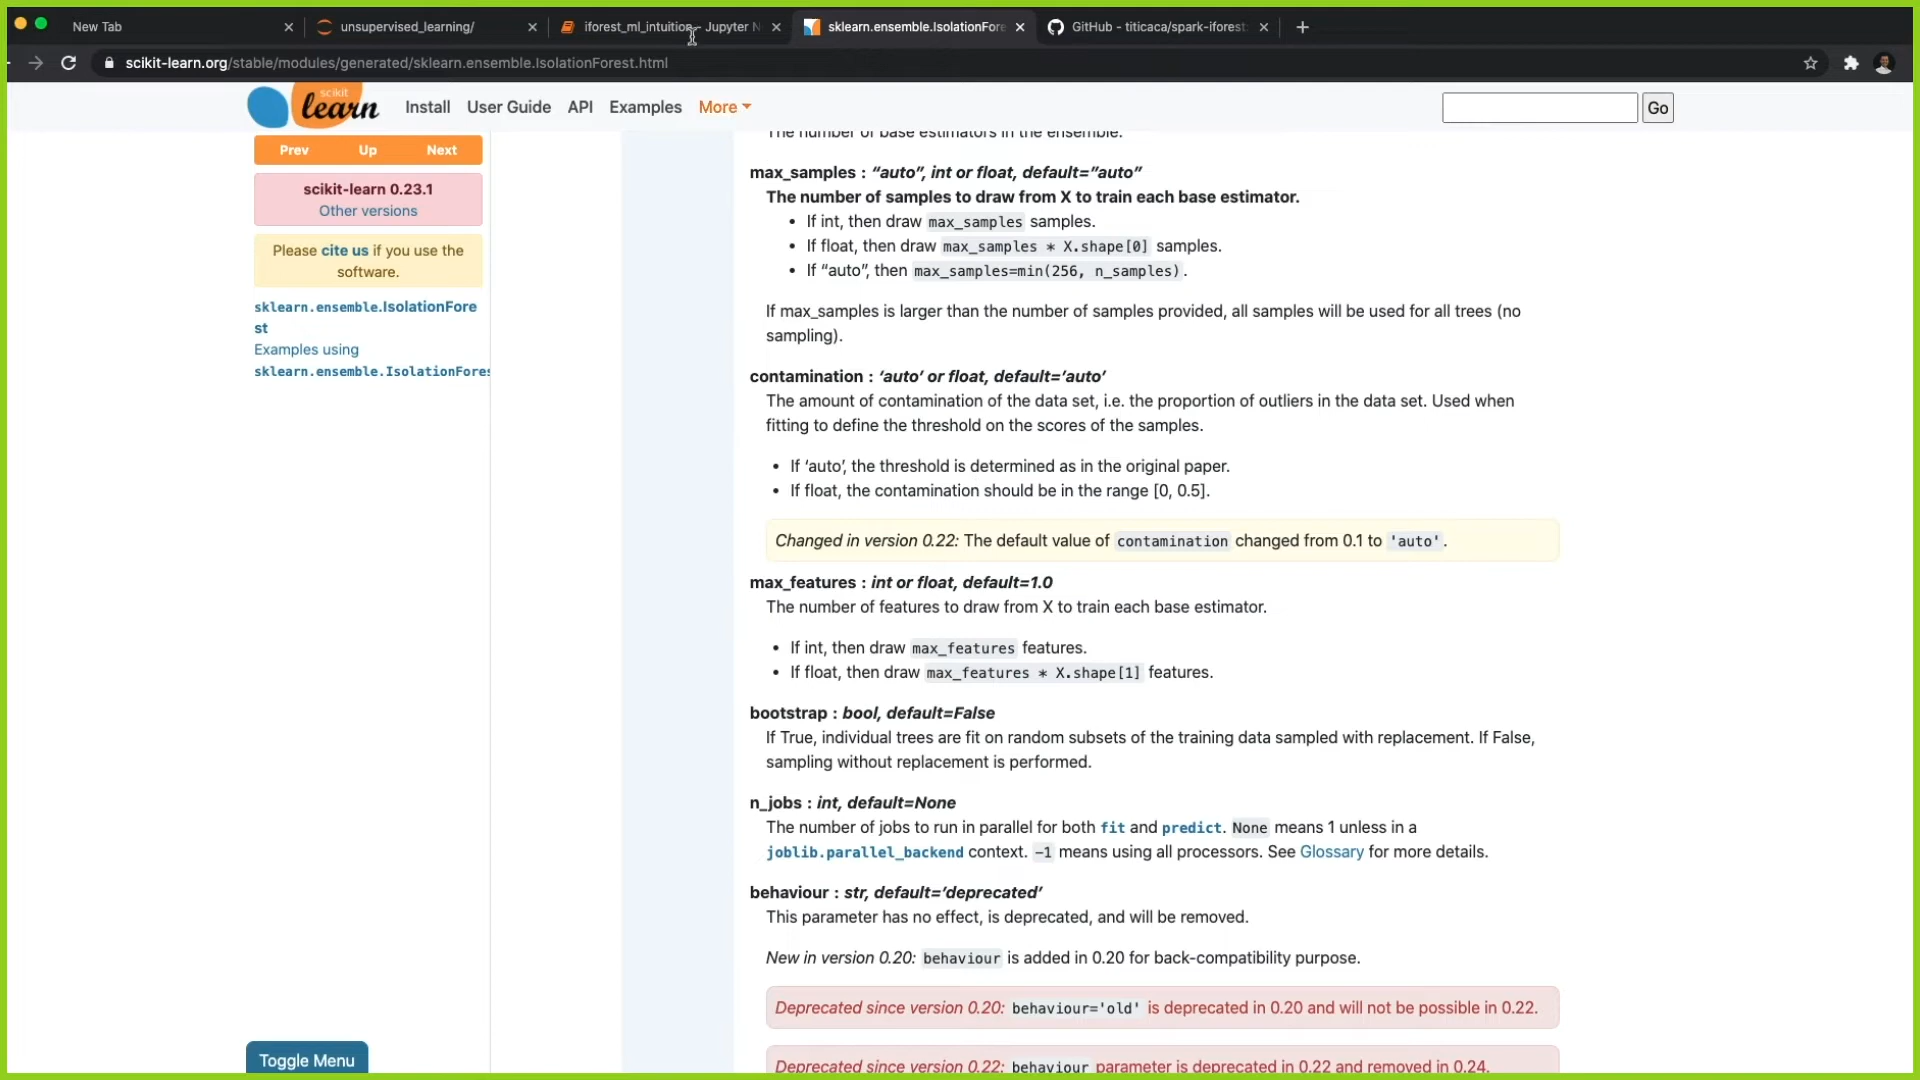 New Tab
unsupervised_learning/
iforest_ml_intuition - Jupyter N
sklearn.ensemble.IsolationFore
GitHub - titicaca/spark-iforest:
scikit-learn.org/stable/modules/generated/sklearn.ensemble.IsolationForest.html
scikit
learn
Install
User Guide
API
Examples
More
Go
Prev
Up
Next
scikit-learn 0.23.1
Other versions
Please cite us if you use the
software.
sklearn.ensemble.IsolationFore
st
Examples using
sklearn.ensemble.IsolationFores
Toggle Menu
The number of base estimators in the ensemble.
max_samples : “auto”, int or float, default=”auto”
The number of samples to draw from X to train each base estimator.
• If int, then draw max_samples samples.
• If float, then draw max_samples * X.shape[0] samples.
• If “auto”, then max_samples=min(256, n_samples).
If max_samples is larger than the number of samples provided, all samples will be used for all trees (no
sampling).
contamination : ‘auto’ or float, default=’auto’
The amount of contamination of the data set, i.e. the proportion of outliers in the data set. Used when
fitting to define the threshold on the scores of the samples.
• If ‘auto’, the threshold is determined as in the original paper.
• If float, the contamination should be in the range [0, 0.5].
Changed in version 0.22: The default value of contamination changed from 0.1 to 'auto'.
max_features : int or float, default=1.0
The number of features to draw from X to train each base estimator.
• If int, then draw max_features features.
• If float, then draw max_features * X.shape[1] features.
bootstrap : bool, default=False
If True, individual trees are fit on random subsets of the training data sampled with replacement. If False,
sampling without replacement is performed.
n_jobs : int, default=None
The number of jobs to run in parallel for both fit and predict. None means 1 unless in a
joblib.parallel_backend context. -1 means using all processors. See Glossary for more details.
behaviour : str, default=’deprecated’
This parameter has no effect, is deprecated, and will be removed.
New in version 0.20: behaviour is added in 0.20 for back-compatibility purpose.
Deprecated since version 0.20: behaviour='old' is deprecated in 0.20 and will not be possible in 0.22.
Deprecated since version 0.22: behaviour parameter is deprecated in 0.22 and removed in 0.24.